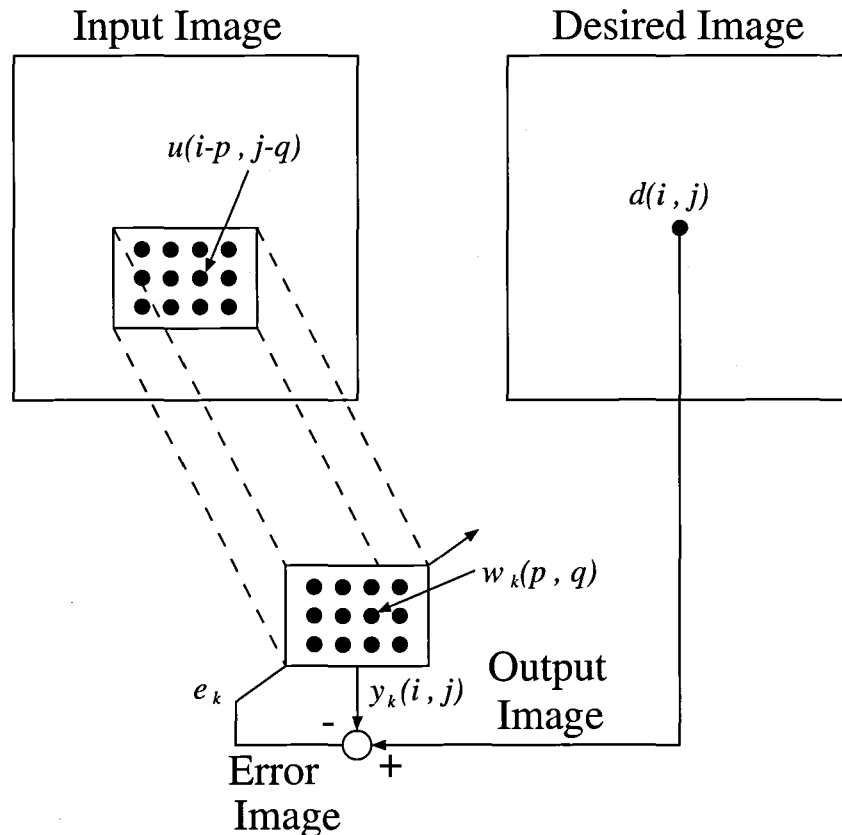 Input Image
Desired Image
u(i-p , j-q)
d(i , j)
w k(p , q)
Output
Image
e k
y k(i , j)
-
+
Error
Image